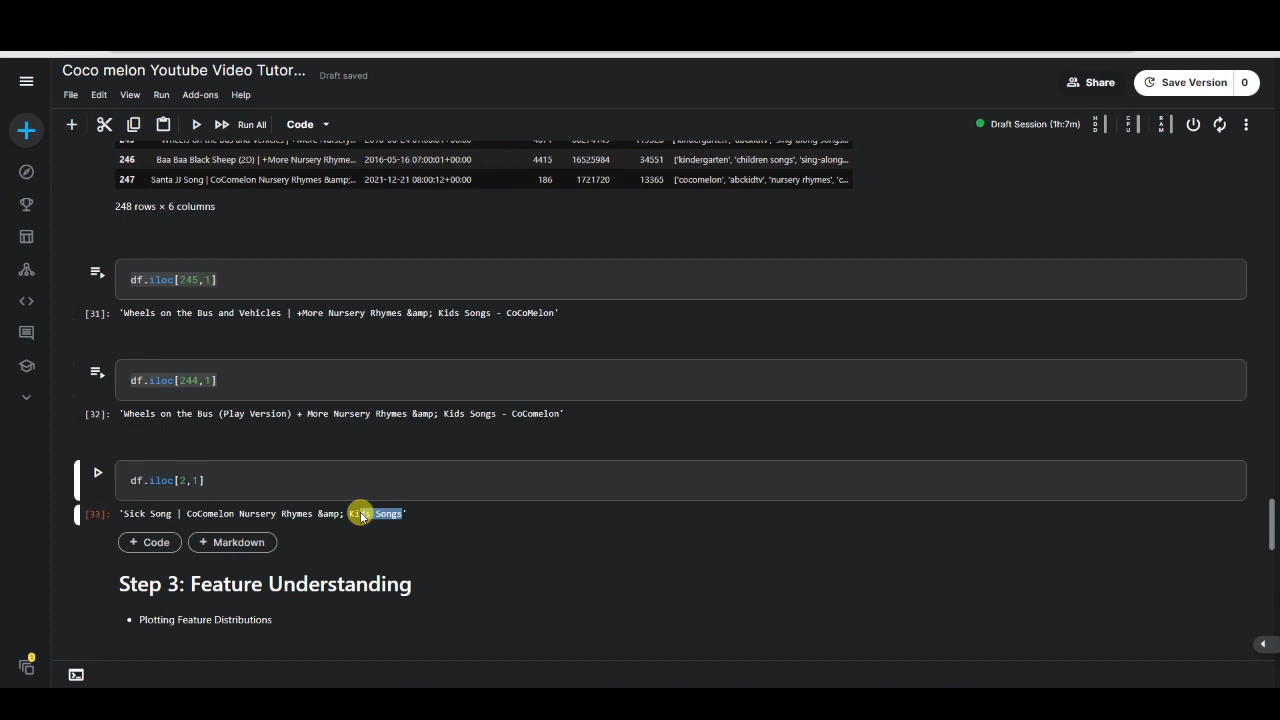 Coco melon Youtube Video Tutor... Draft saved
Share Save Version 0
File Edit View Run Add-ons Help
Run All Code Draft Session (1h:7m) HDD CPU RAM
246 Baa Baa Black Sheep (2D) | +More Nursery Rhyme... 2016-05-16 07:00:01+00:00 4415 16525984 34551 ['kindergarten', 'children songs', 'sing-along...
247 Santa JJ Song | CoComelon Nursery Rhymes &amp;... 2021-12-21 08:00:12+00:00 186 1721720 13365 ['cocomelon', 'abckidtv', 'nursery rhymes', 'c...
248 rows × 6 columns
df.iloc[245,1]
[31]: 'Wheels on the Bus and Vehicles | +More Nursery Rhymes &amp; Kids Songs - CoCoMelon'
df.iloc[244,1]
[32]: 'Wheels on the Bus (Play Version) + More Nursery Rhymes &amp; Kids Songs - CoComelon'
df.iloc[2,1]
[33]: 'Sick Song | CoComelon Nursery Rhymes &amp; Kids Songs'
+ Code + Markdown
Step 3: Feature Understanding
• Plotting Feature Distributions
1